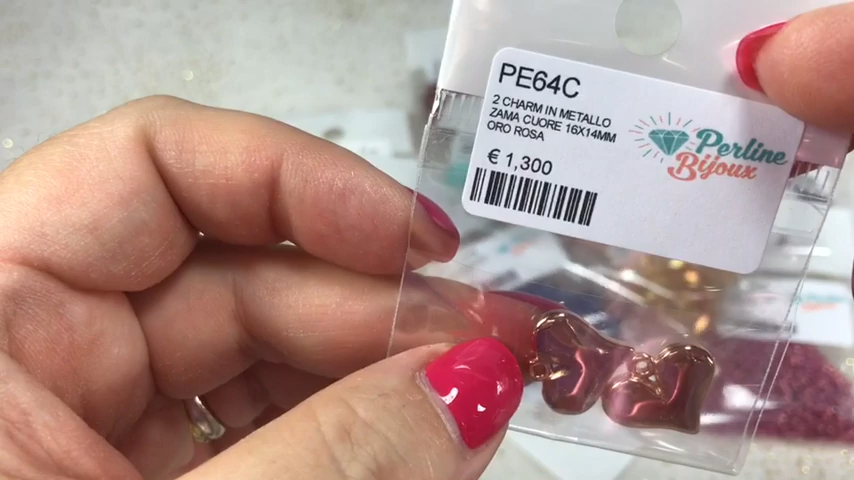 PE64C
2 CHARM IN METALLO
ZAMA CUORE 16X14MM
ORO ROSA
€ 1,300
Perline
Bijoux